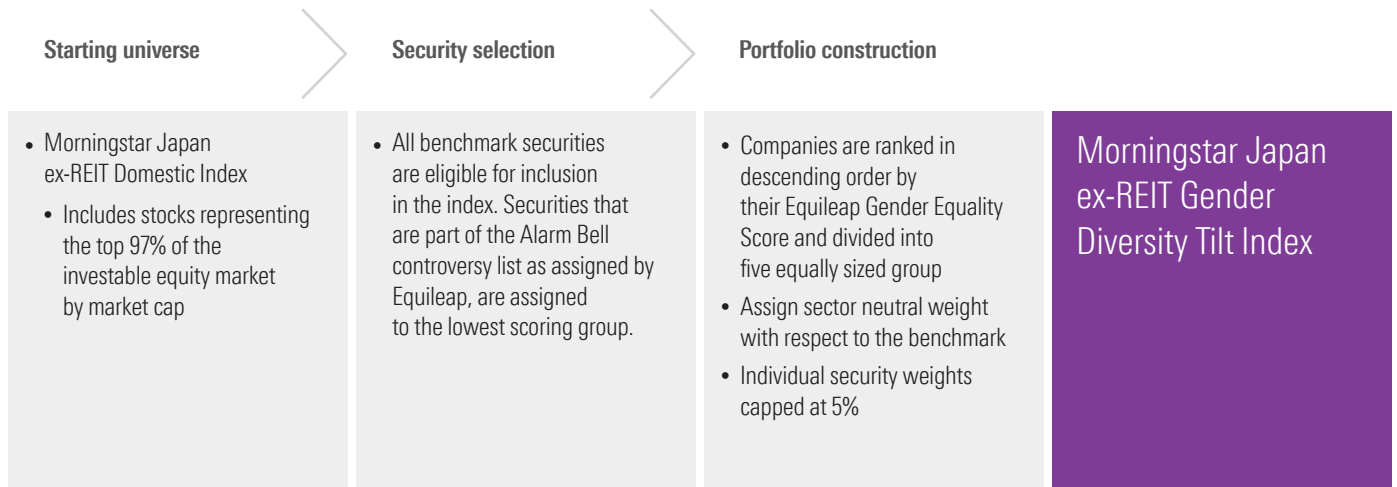 Starting universe
Security selection
Portfolio construction
• Morningstar Japan
ex-REIT Domestic Index
• Includes stocks representing
the top 97% of the
investable equity market
by market cap
• All benchmark securities
are eligible for inclusion
in the index. Securities that
are part of the Alarm Bell
controversy list as assigned by
Equileap, are assigned
to the lowest scoring group.
• Companies are ranked in
descending order by
their Equileap Gender Equality
Score and divided into
five equally sized group
• Assign sector neutral weight
with respect to the benchmark
• Individual security weights
capped at 5%
Morningstar Japan
ex-REIT Gender
Diversity Tilt Index